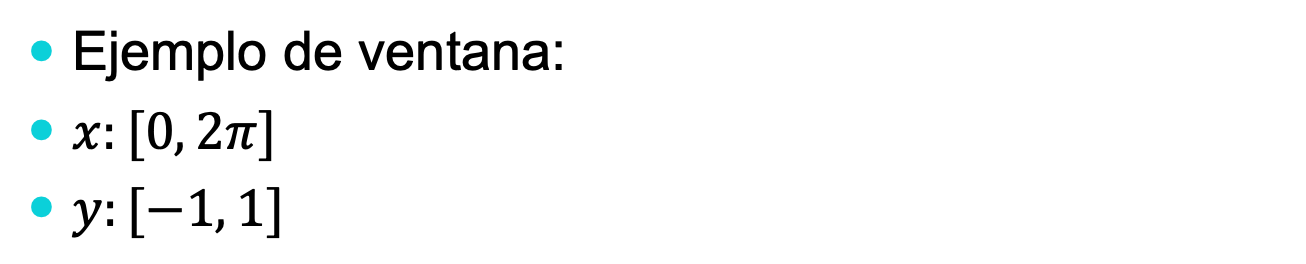 • Ejemplo de ventana:
• x: [0, 2π]
• y: [−1, 1]